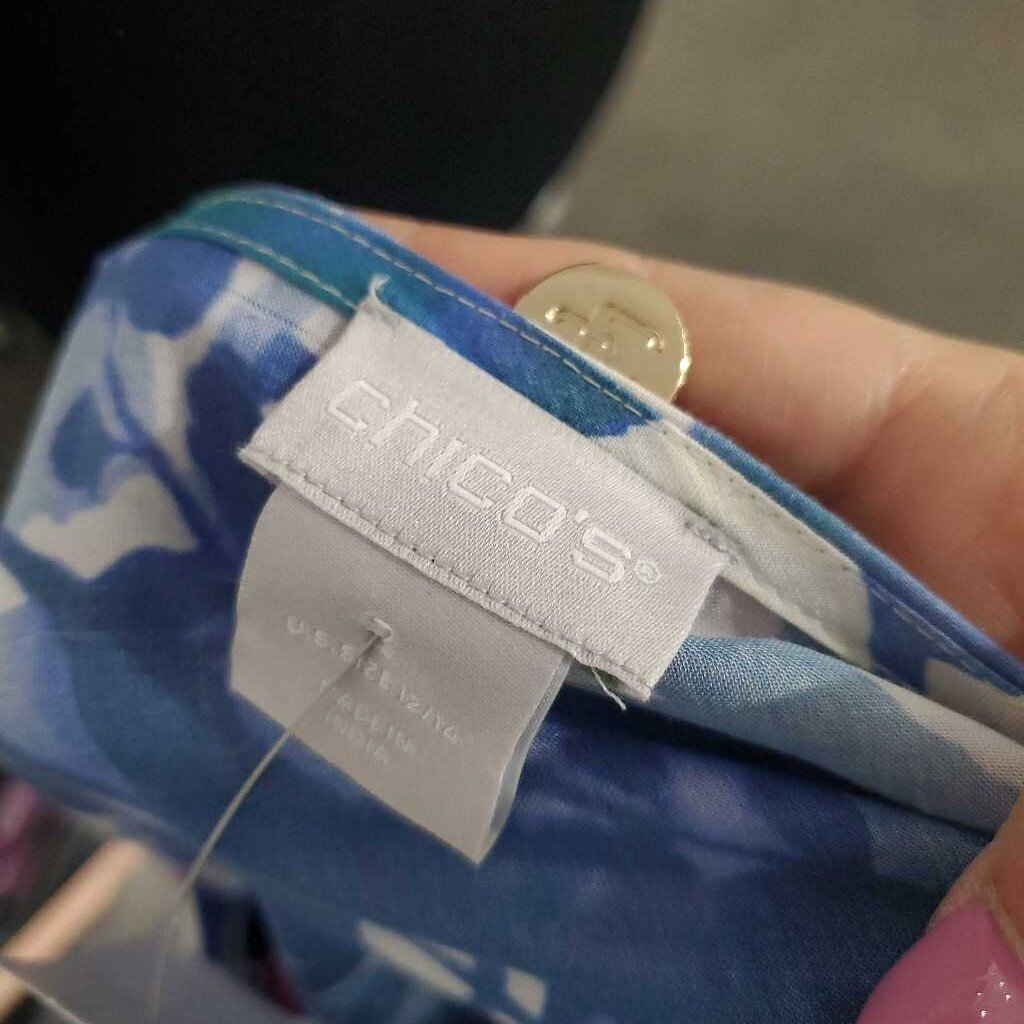 chico's®
2
U.S.SIZE 12/14
MADE IN
INDIA